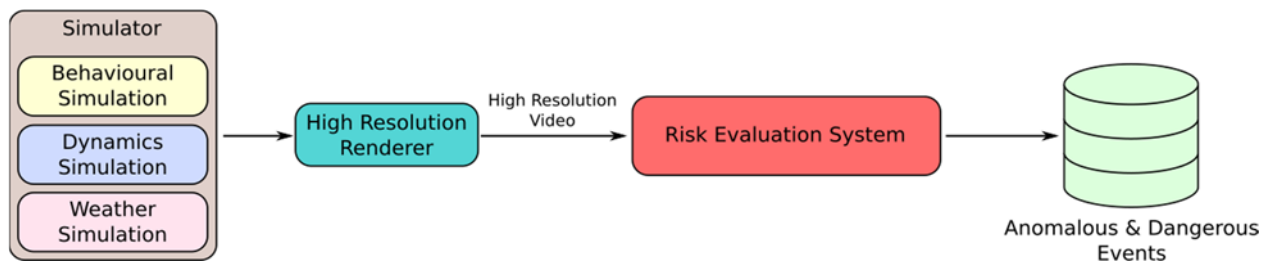 Simulator
Behavioural
Simulation
Dynamics
Simulation
Weather
Simulation
High Resolution
Renderer
High Resolution
Video
Risk Evaluation System
Anomalous & Dangerous
Events